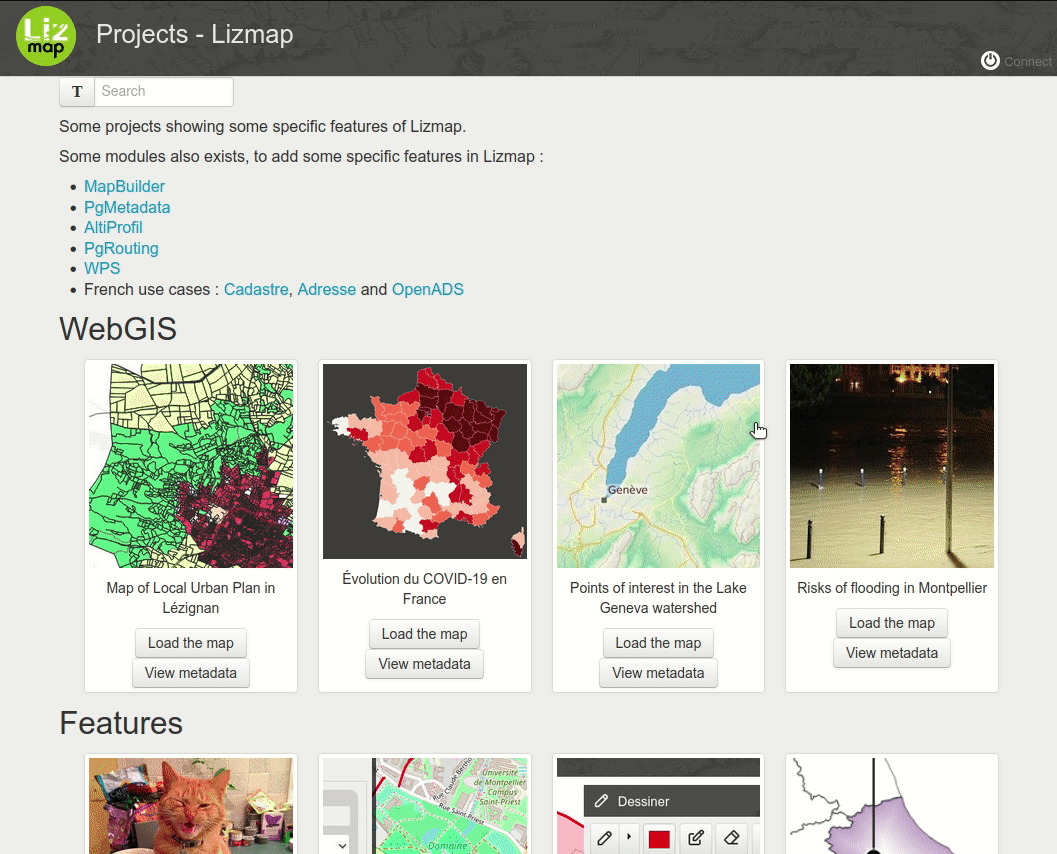 Liz
map
Projects - Lizmap
Connect
T Search
Some projects showing some specific features of Lizmap.
Some modules also exists, to add some specific features in Lizmap :
MapBuilder
PgMetadata
AltiProfil
PgRouting
WPS
French use cases : Cadastre, Adresse and OpenADS
WebGIS
Genève
Map of Local Urban Plan in
Lézignan
Load the map
View metadata
Évolution du COVID-19 en
France
Load the map
View metadata
Points of interest in the Lake
Geneva watershed
Load the map
View metadata
Risks of flooding in Montpellier
Load the map
View metadata
Features
Rue Claude Bertho
Université
de Montpellier
Campus
Saint-Priest
Rue Saint-Priest
Domaine
Dessiner